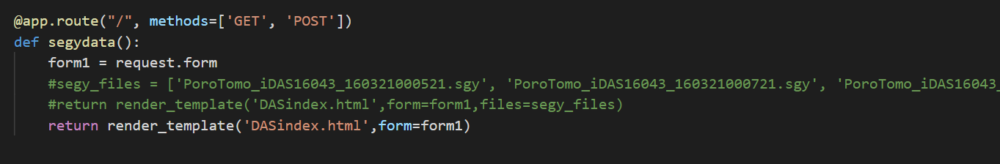 @app.route("/", methods=['GET', 'POST'])
def segydata():
    form1 = request.form
    #segy_files = ['PoroTomo_iDAS16043_160321000521.sgy', 'PoroTomo_iDAS16043_160321000721.sgy', 'PoroTomo_iDAS16043_
    #return render_template('DASindex.html',form=form1,files=segy_files)
    return render_template('DASindex.html',form=form1)